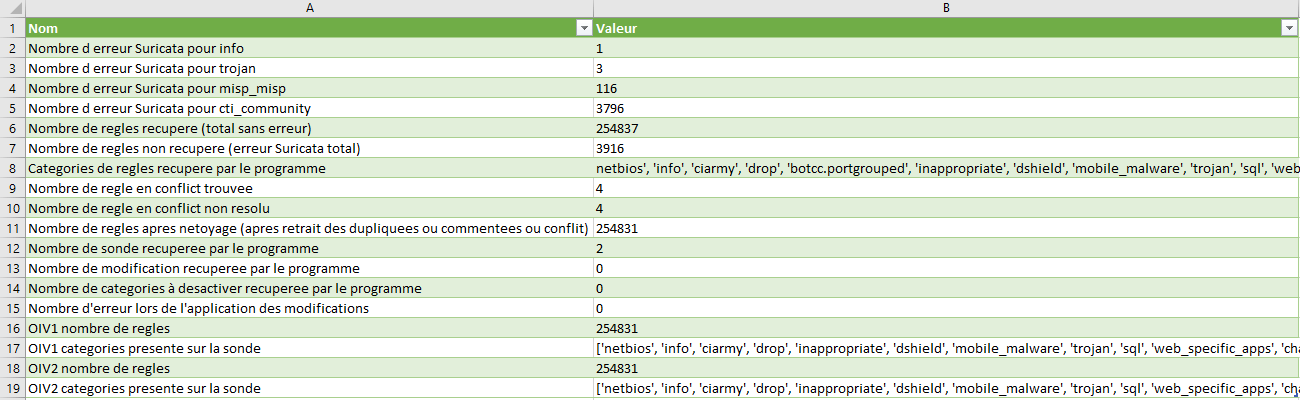 A B
1 Nom Valeur
2 Nombre d erreur Suricata pour info 1
3 Nombre d erreur Suricata pour trojan 3
4 Nombre d erreur Suricata pour misp_misp 116
5 Nombre d erreur Suricata pour cti_community 3796
6 Nombre de regles recupere (total sans erreur) 254837
7 Nombre de regles non recupere (erreur Suricata total) 3916
8 Categories de regles recupere par le programme netbios', 'info', 'ciarmy', 'drop', 'botcc.portgrouped', 'inappropriate', 'dshield', 'mobile_malware', 'trojan', 'sql', 'web
9 Nombre de regle en conflict trouvee 4
10 Nombre de regle en conflict non resolu 4
11 Nombre de regles apres netoyage (apres retrait des dupliquees ou commentees ou conflit) 254831
12 Nombre de sonde recuperee par le programme 2
13 Nombre de modification recuperee par le programme 0
14 Nombre de categories à desactiver recuperee par le programme 0
15 Nombre d'erreur lors de l'application des modifications 0
16 OIV1 nombre de regles 254831
17 OIV1 categories presente sur la sonde ['netbios', 'info', 'ciarmy', 'drop', 'inappropriate', 'dshield', 'mobile_malware', 'trojan', 'sql', 'web_specific_apps', 'cha
18 OIV2 nombre de regles 254831
19 OIV2 categories presente sur la sonde ['netbios', 'info', 'ciarmy', 'drop', 'inappropriate', 'dshield', 'mobile_malware', 'trojan', 'sql', 'web_specific_apps', 'cha